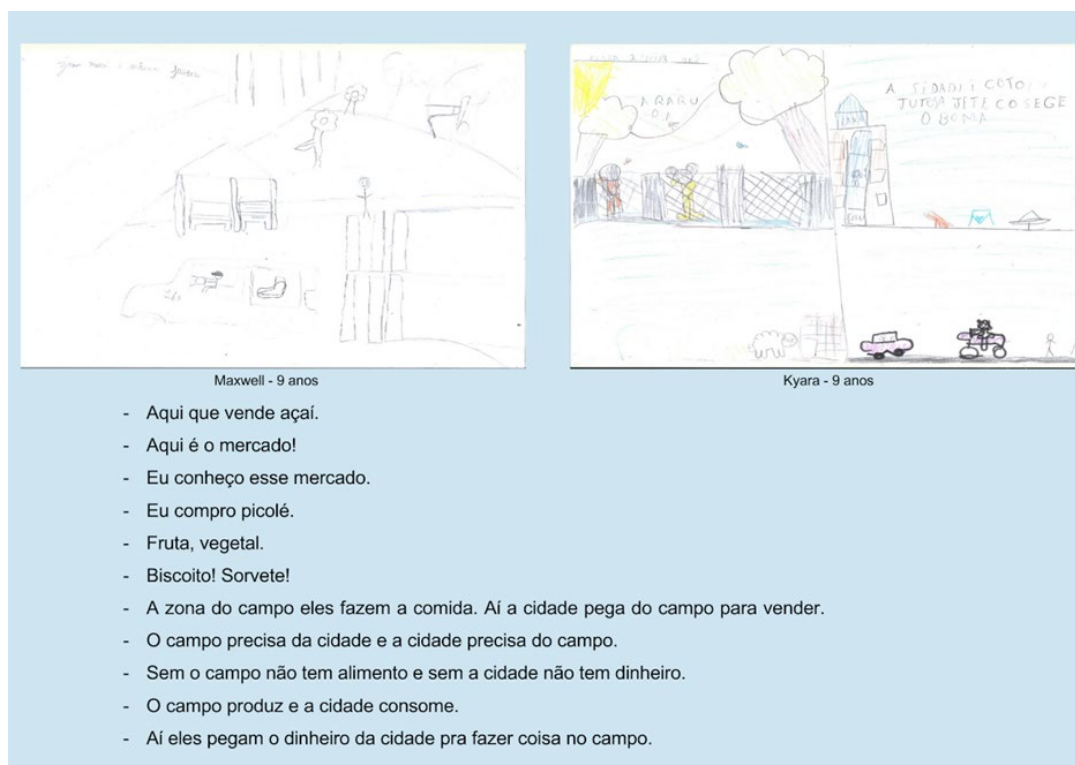 ARARU
A SIDADI I COTO
O BOMA
Maxwell - 9 anos
Kyara - 9 anos
- Aqui que vende açaí.
- Aqui é o mercado!
- Eu conheço esse mercado.
- Eu compro picolé.
- Fruta, vegetal.
- Biscoito! Sorvete!
- A zona do campo eles fazem a comida. Aí a cidade pega do campo para vender.
- O campo precisa da cidade e a cidade precisa do campo.
- Sem o campo não tem alimento e sem a cidade não tem dinheiro.
- O campo produz e a cidade consome.
- Aí eles pegam o dinheiro da cidade pra fazer coisa no campo.